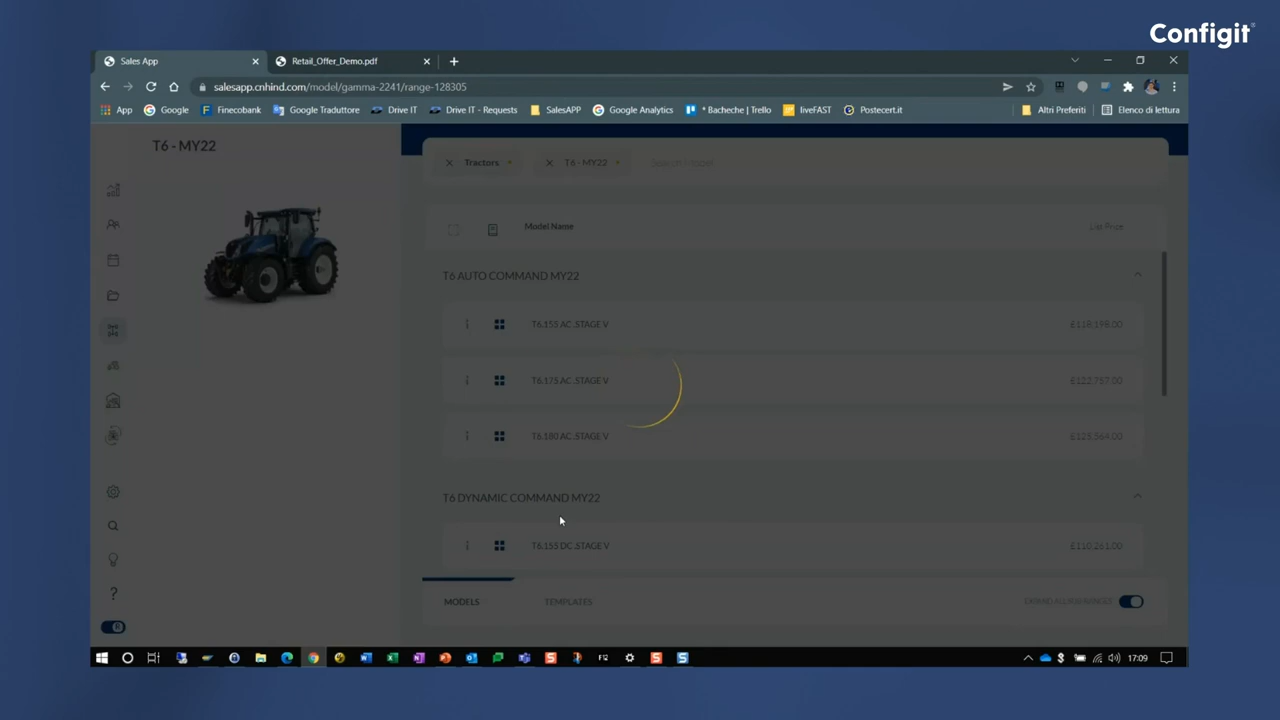 Configit
Sales App
Retail_Offer_Demo.pdf
salesapp.cnhind.com/model/gamma-2241/range-128305
App
Google
Finecobank
Google Traduttore
Drive IT
Drive IT - Requests
SalesAPP
Google Analytics
* Bacheche | Trello
liveFAST
Postecert.it
Altri Preferiti
Elenco di lettura
T6 - MY22
Tractors
T6 - MY22
Search Model
Model Name
List Price
T6 AUTO COMMAND MY22
T6.155 AC .STAGE V
£118,198.00
T6.175 AC .STAGE V
£122,757.00
T6.180 AC .STAGE V
T6 DYNAMIC COMMAND MY22
T6.155 DC .STAGE V
£110,261.00
MODELS
TEMPLATES
17:09